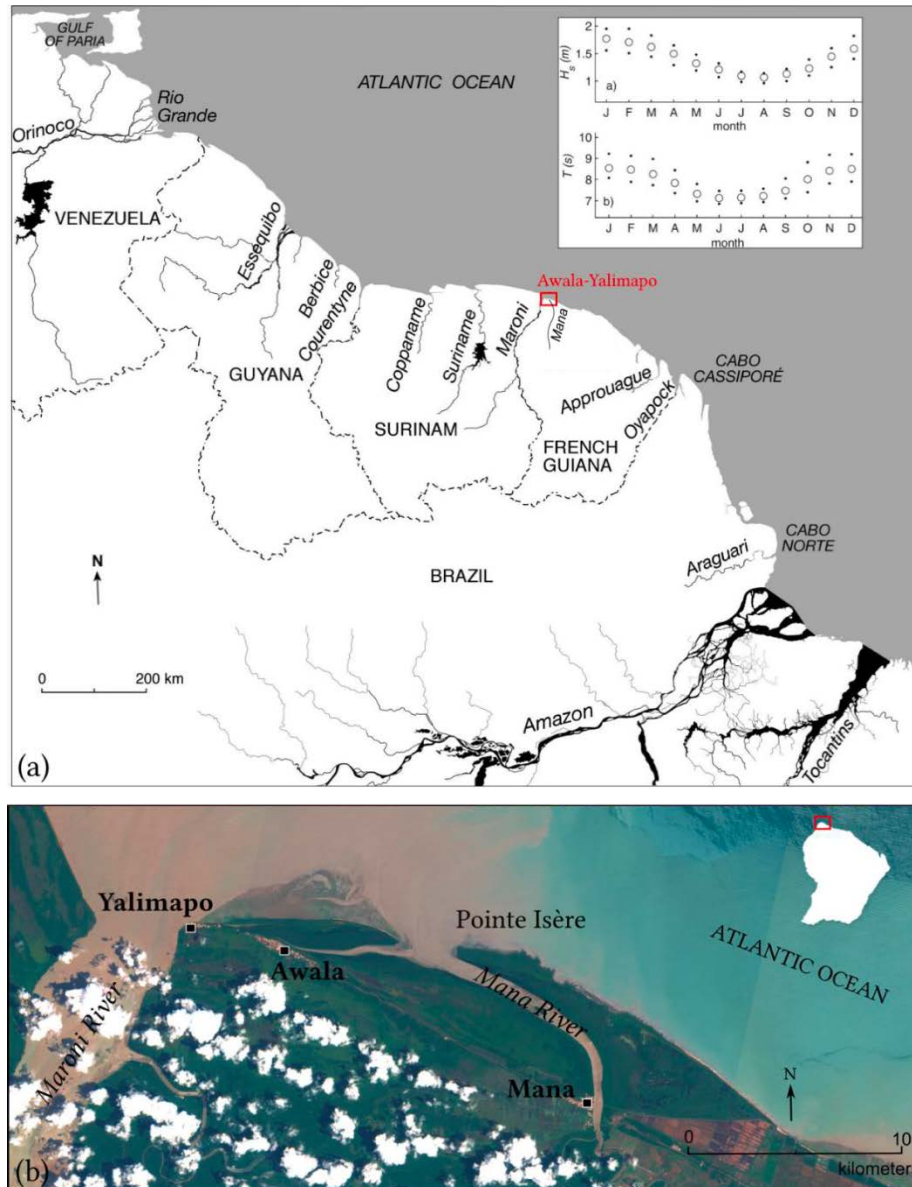 GULF
OF PARIA
Rio
Grande
Orinoco
VENEZUELA
ATLANTIC OCEAN
2
1.5
1
H_s (m)
a)
J F M A M J J A S O N D
month
10
9
8
7
T (s)
b)
J F M A M J J A S O N D
month
Essequibo
Berbice
Courentyne
GUYANA
Coppaname
Suriname
Maroni
SURINAM
Awala-Yalimapo
Mana
Approuague
Oyapock
FRENCH
GUIANA
CABO
CASSIPORÉ
CABO
NORTE
Araguari
BRAZIL
N
0 200 km
Amazon
Tocantins
(a)
Yalimapo
Awala
Pointe Isère
ATLANTIC OCEAN
Maroni River
Mana River
Mana
N
0 10
kilometer
(b)